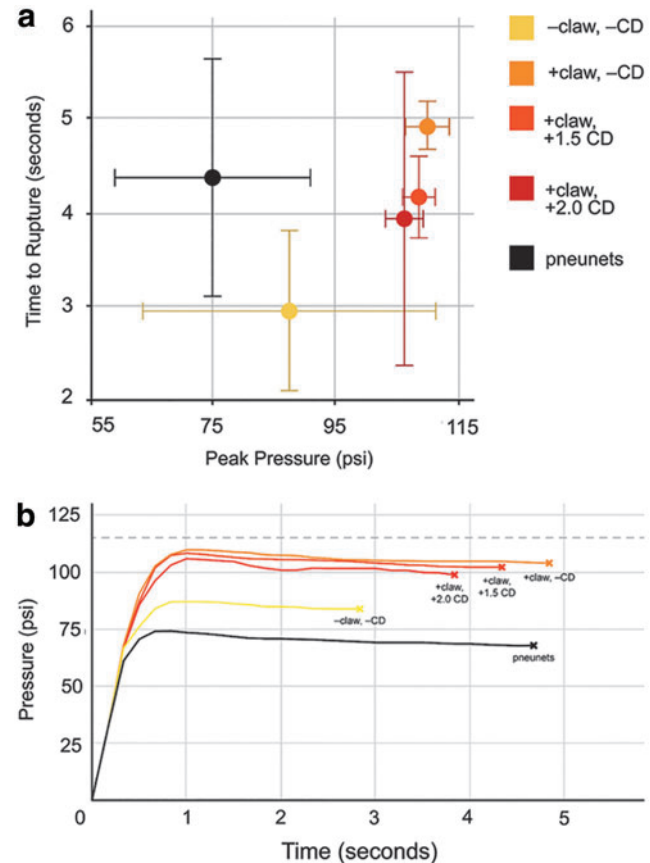 a
6
5
4
3
2
Time to Rupture (seconds)
55
75
95
115
Peak Pressure (psi)
–claw, –CD
+claw, –CD
+claw,
+1.5 CD
+claw,
+2.0 CD
pneunets
b
125
100
75
50
25
0
Pressure (psi)
+claw,
+2.0 CD
+claw,
+1.5 CD
+claw, –CD
–claw, –CD
pneunets
1
2
3
4
5
Time (seconds)